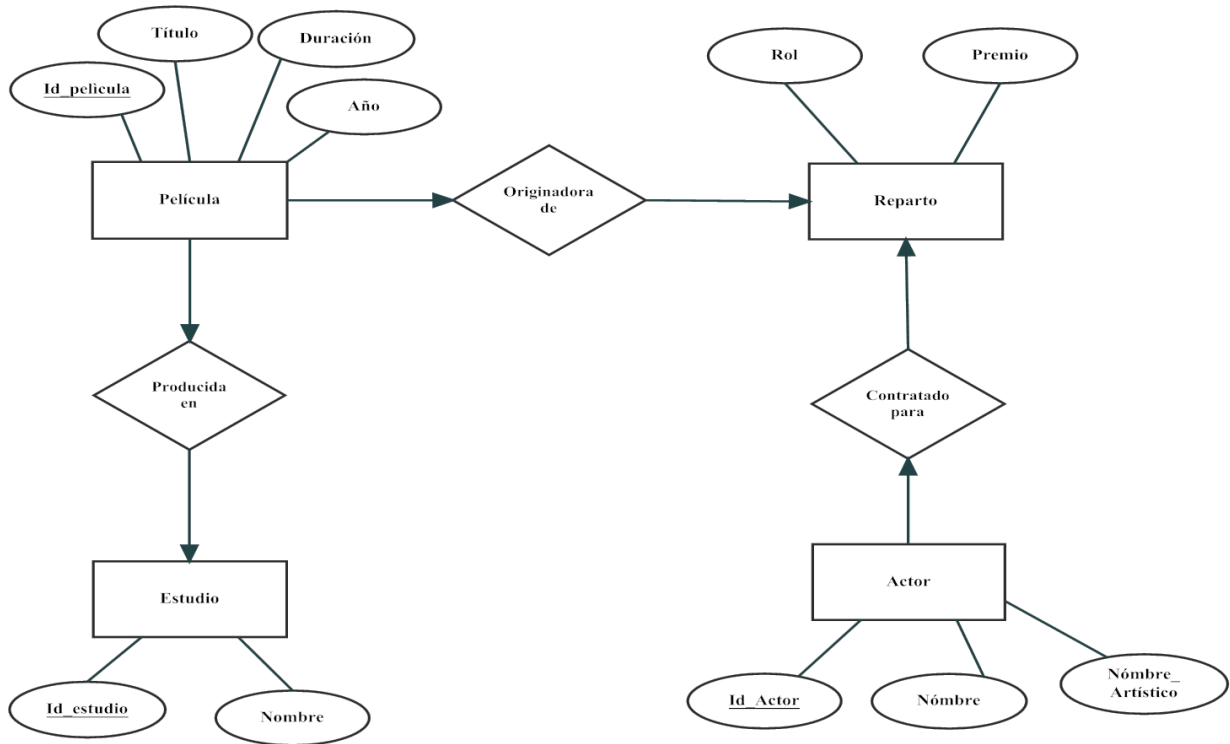 Título
Duración
Rol
Premio
Id_pelìcula
Año
Película
Originadora
de
Reparto
Producida
en
Contratado
para
Estudio
Actor
Id_estudio
Nombre
Id_Actor
Nómbre
Nómbre_
Artístico